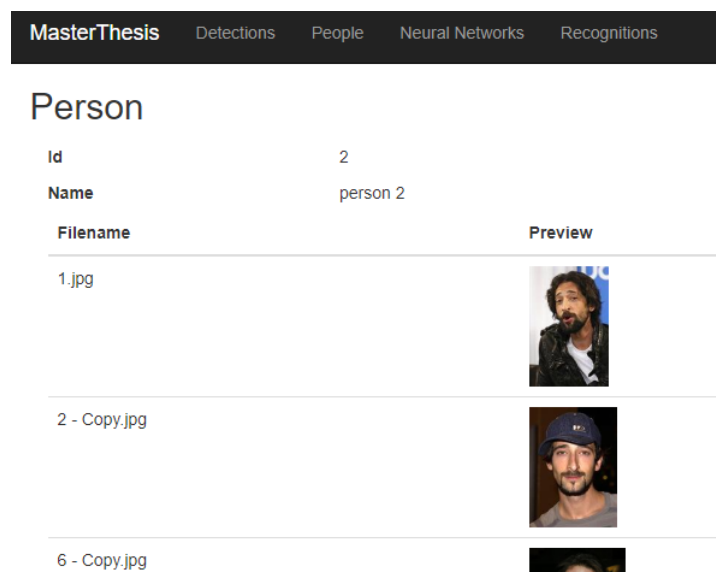 MasterThesis Detections People Neural Networks Recognitions
Person
Id 2
Name person 2
Filename Preview
1.jpg
2 - Copy.jpg
6 - Copy.jpg